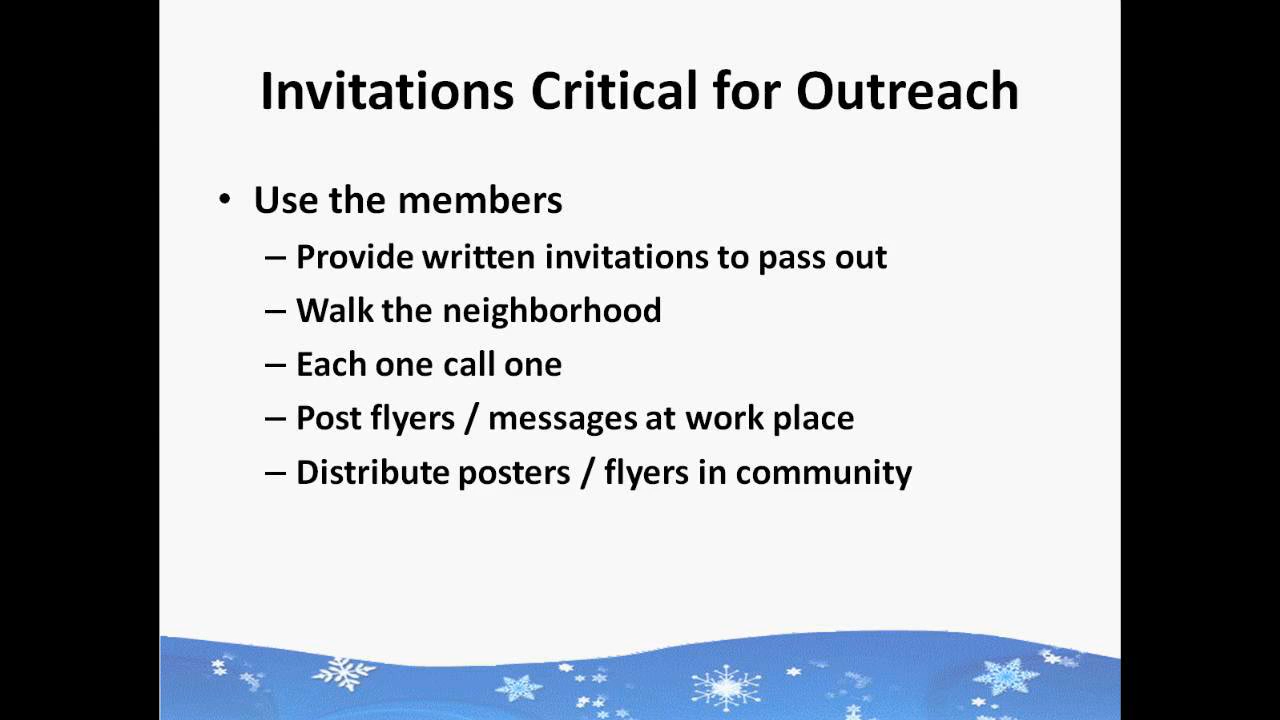 Invitations Critical for Outreach
• Use the members
– Provide written invitations to pass out
– Walk the neighborhood
– Each one call one
– Post flyers / messages at work place
– Distribute posters / flyers in community